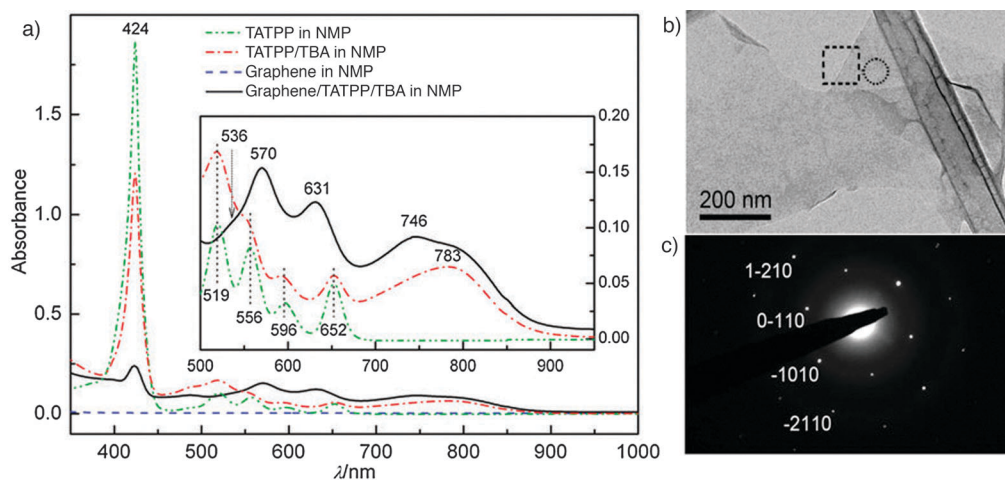 a)
424
TATPP in NMP
TATPP/TBA in NMP
Graphene in NMP
Graphene/TATPP/TBA in NMP
1.5
1.0
0.5
0.0
Absorbance
400 500 600 700 800 900 1000
λ/nm
536
570
631
746
783
519
556
596
652
0.20
0.15
0.10
0.05
0.00
500 600 700 800 900
b)
200 nm
c)
1-210
0-110
-1010
-2110